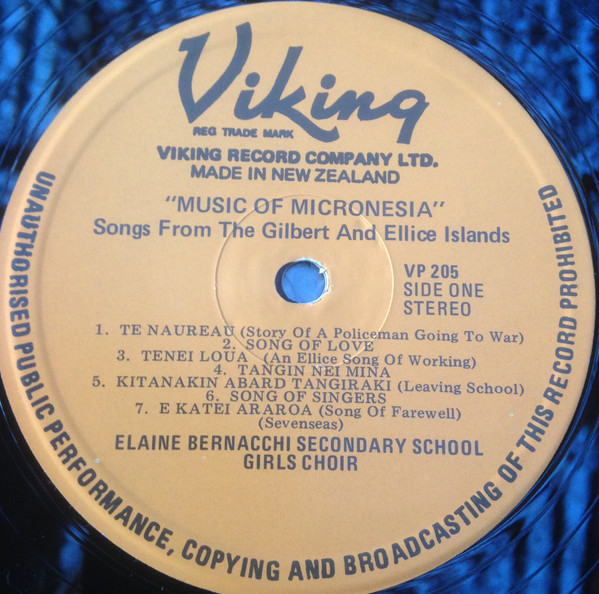 Viking
REG TRADE MARK
VIKING RECORD COMPANY LTD.
MADE IN NEW ZEALAND
"MUSIC OF MICRONESIA"
Songs From The Gilbert And Ellice Islands
VP 205
SIDE ONE
STEREO
1. TE NAUREAU (Story Of A Policeman Going To War)
2. SONG OF LOVE
3. TENEI LOUA (An Ellice Song Of Working)
4. TANGIN NEI MINA
5. KITANAKIN ABARD TANGIRAKI (Leaving School)
6. SONG OF SINGERS
7. E KATEI ARAROA (Song Of Farewell)
(Sevenseas)
ELAINE BERNACCHI SECONDARY SCHOOL
GIRLS CHOIR
UNAUTHORISED PUBLIC PERFORMANCE, COPYING AND BROADCASTING OF THIS RECORD PROHIBITED